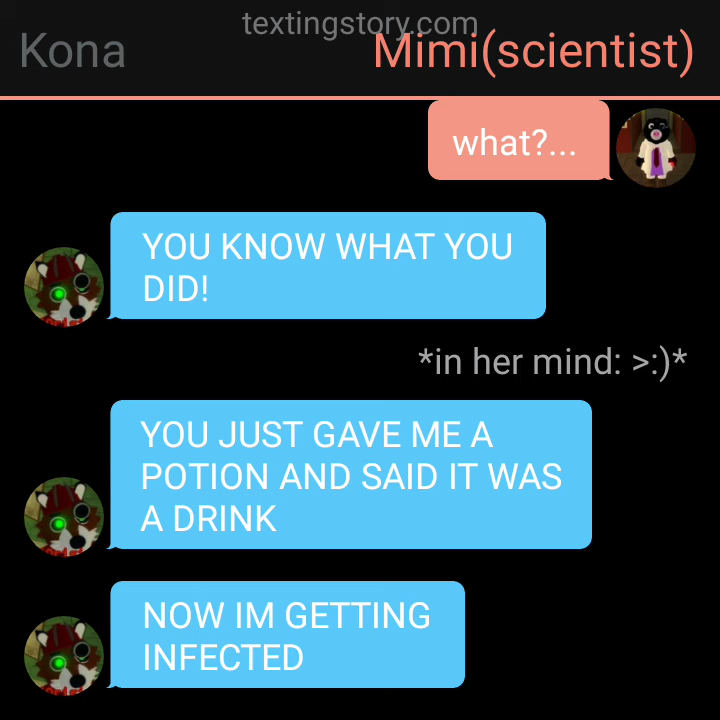 textingstory.com
Kona
Mimi(scientist)
what?...
YOU KNOW WHAT YOU
DID!
*in her mind: >:)*
YOU JUST GAVE ME A
POTION AND SAID IT WAS
A DRINK
NOW IM GETTING
INFECTED